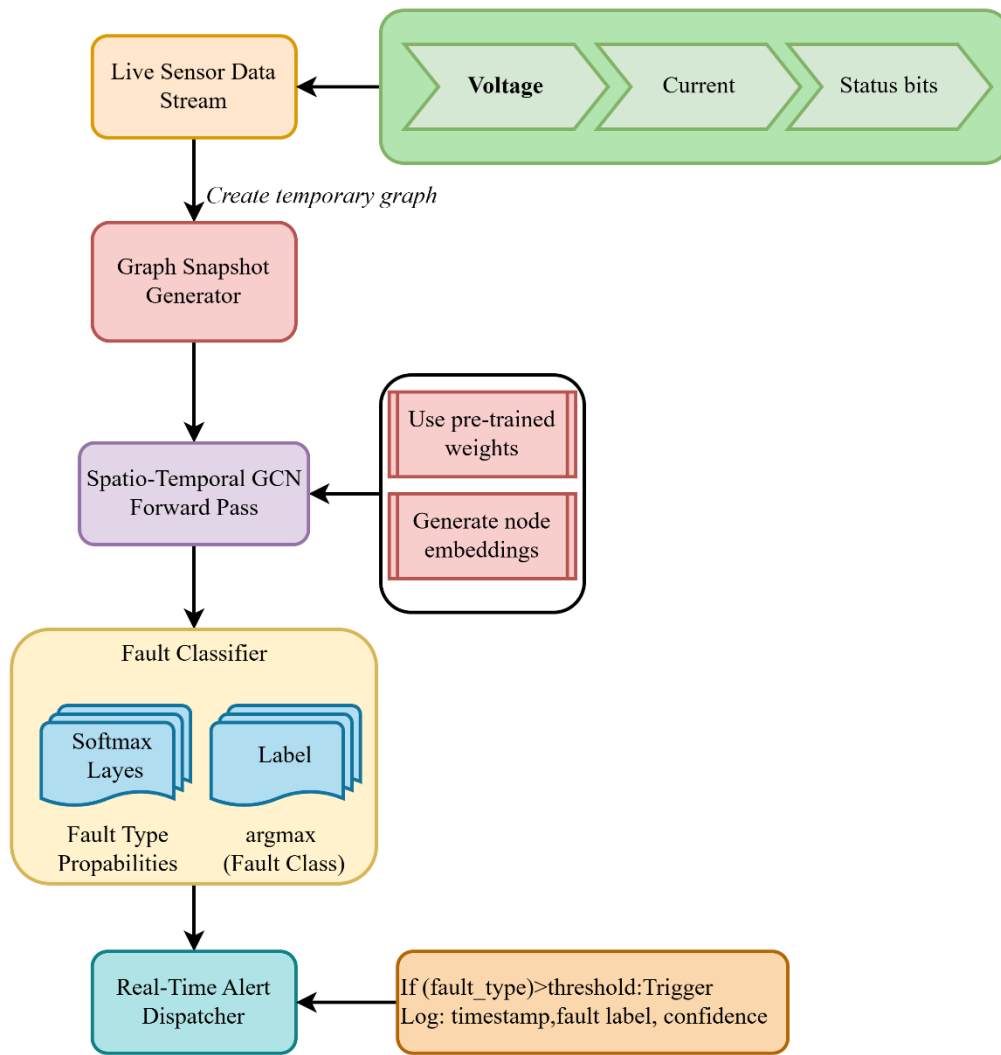 Live Sensor Data
Stream
Voltage
Current
Status bits
Create temporary graph
Graph Snapshot
Generator
Use pre-trained
weights
Spatio-Temporal GCN
Forward Pass
Generate node
embeddings
Fault Classifier
Softmax
Layes
Label
Fault Type
Propabilities
argmax
(Fault Class)
Real-Time Alert
Dispatcher
If (fault_type)>threshold:Trigger
Log: timestamp,fault label, confidence